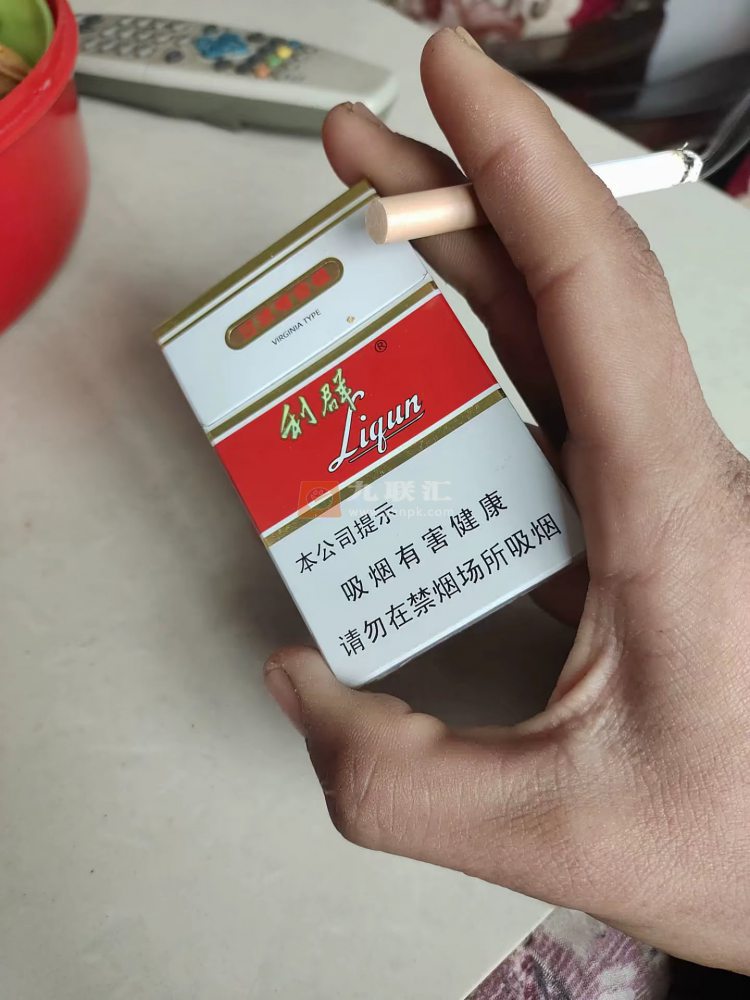 VIRGINIA TYPE
®
利群
Liqun
九联汇
本公司提示
吸烟有害健康
请勿在禁烟场所吸烟